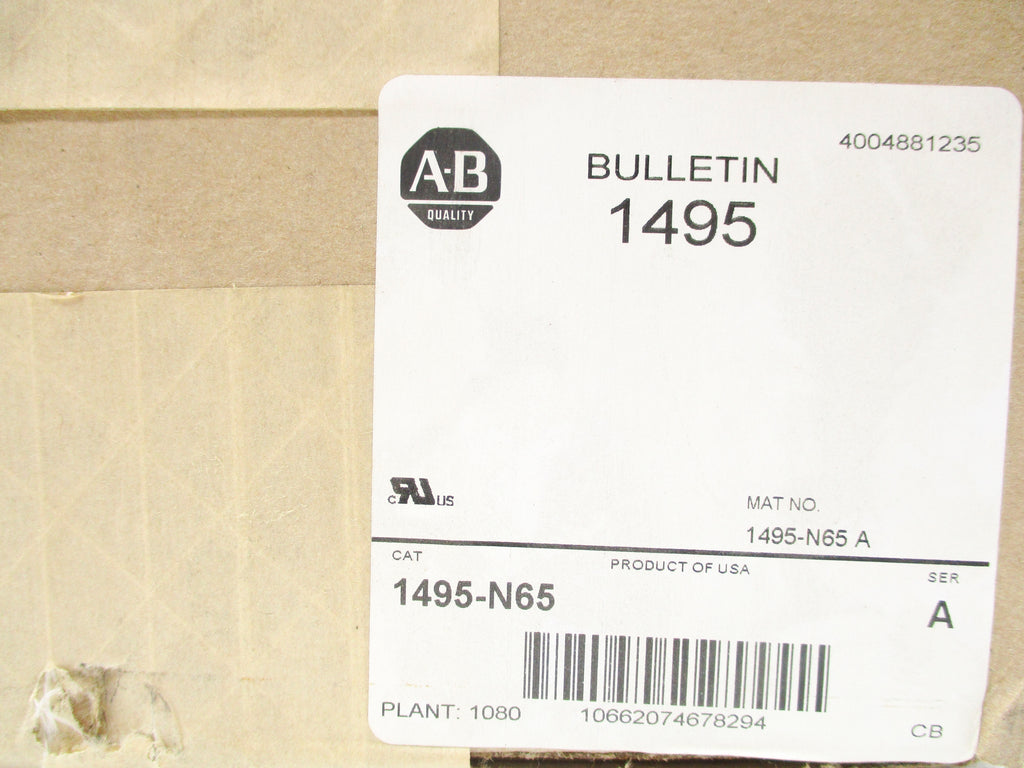 4004881235
A-B
QUALITY
BULLETIN
1495
c RU US
MAT NO.
1495-N65 A
CAT
PRODUCT OF USA
SER
1495-N65
A
PLANT: 1080
10662074678294
CB